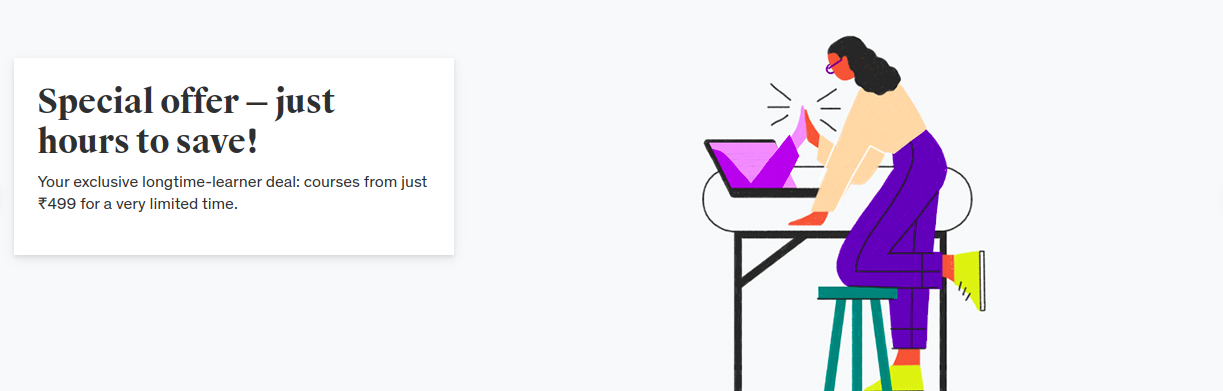 Special offer – just
hours to save!
Your exclusive longtime-learner deal: courses from just
₹499 for a very limited time.